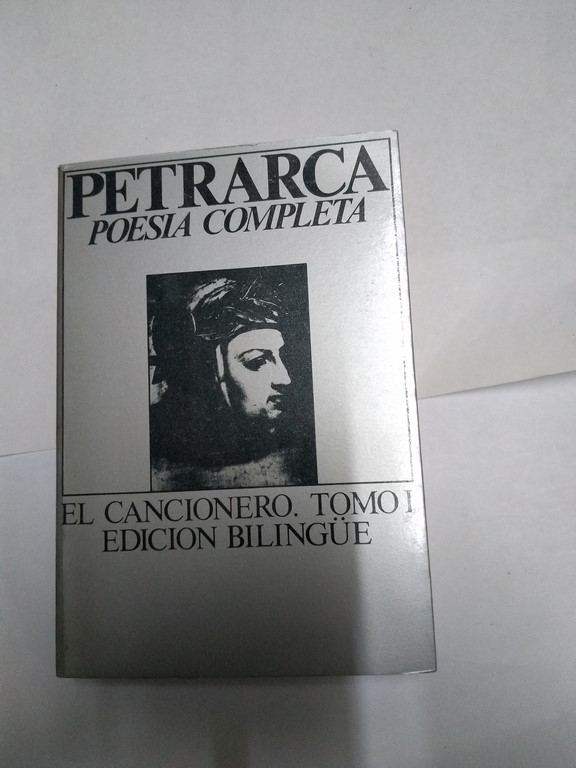 PETRARCA
POESIA COMPLETA
EL CANCIONERO. TOMO I
EDICION BILINGÜE